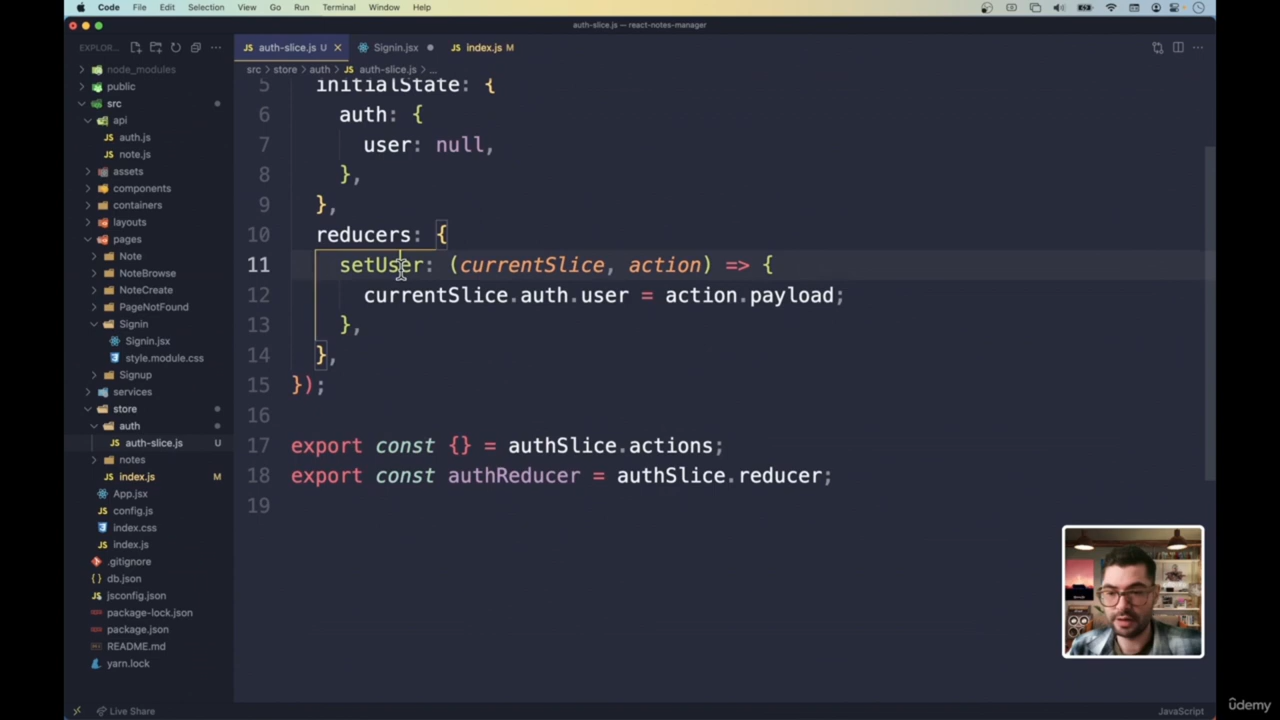 Code File Edit Selection View Go Run Terminal Window Help
auth-slice.js — react-notes-manager
EXPLOR...
auth-slice.js U
Signin.jsx
index.js M
src > store > auth > auth-slice.js > ...
node_modules
public
src
api
auth.js
note.js
assets
components
containers
layouts
pages
Note
NoteBrowse
NoteCreate
PageNotFound
Signin
Signin.jsx
style.module.css
Signup
services
store
auth
auth-slice.js U
notes
index.js M
App.jsx
config.js
index.css
index.js
.gitignore
db.json
jsconfig.json
package-lock.json
package.json
README.md
yarn.lock
5 initialState: {
6 auth: {
7 user: null,
8 },
9 },
10 reducers: {
11 setUser: (currentSlice, action) => {
12 currentSlice.auth.user = action.payload;
13 },
14 },
15 });
16
17 export const {} = authSlice.actions;
18 export const authReducer = authSlice.reducer;
19
Live Share
JavaScript
ûdemy